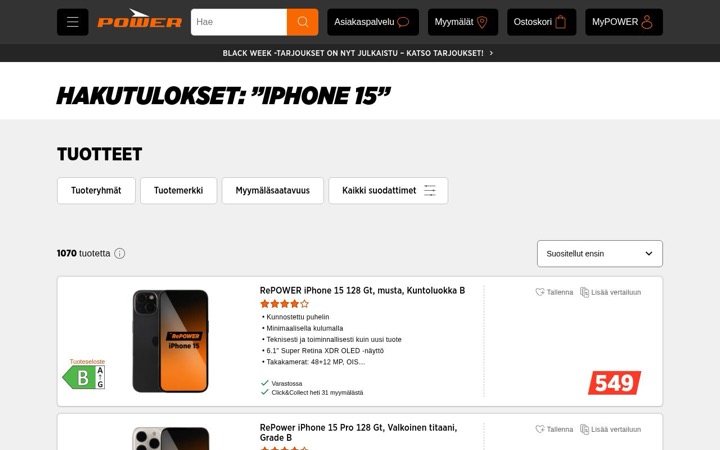 POWER
Hae
Asiakaspalvelu
Myymälät
Ostoskori
MyPOWER
BLACK WEEK -TARJOUKSET ON NYT JULKAISTU – KATSO TARJOUKSET!
HAKUTULOKSET: ”IPHONE 15”
TUOTTEET
Tuoteryhmät
Tuotemerkki
Myymäläsaatavuus
Kaikki suodattimet
1070 tuotetta
Suositellut ensin
RePOWER iPhone 15 128 Gt, musta, Kuntoluokka B
• Kunnostettu puhelin
• Minimaalisella kulumalla
• Teknisesti ja toiminnallisesti kuin uusi tuote
• 6.1" Super Retina XDR OLED -näyttö
• Takakamerat: 48+12 MP, OIS...
Varastossa
Click&Collect heti 31 myymälästä
RePOWER
iPhone 15
Tuoteseloste
B
A
G
Tallenna
Lisää vertailuun
549
RePower iPhone 15 Pro 128 Gt, Valkoinen titaani,
Grade B
Tallenna
Lisää vertailuun